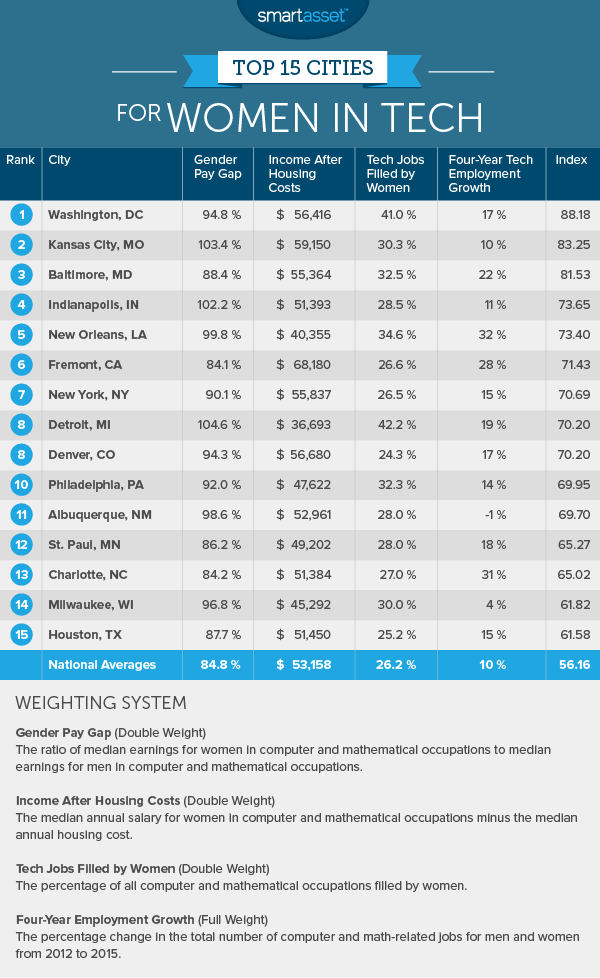 smartasset™
TOP 15 CITIES
FOR WOMEN IN TECH
Rank City Gender Pay Gap Income After Housing Costs Tech Jobs Filled by Women Four-Year Tech Employment Growth Index
1 Washington, DC 94.8 % $ 56,416 41.0 % 17 % 88.18
2 Kansas City, MO 103.4 % $ 59,150 30.3 % 10 % 83.25
3 Baltimore, MD 88.4 % $ 55,364 32.5 % 22 % 81.53
4 Indianapolis, IN 102.2 % $ 51,393 28.5 % 11 % 73.65
5 New Orleans, LA 99.8 % $ 40,355 34.6 % 32 % 73.40
6 Fremont, CA 84.1 % $ 68,180 26.6 % 28 % 71.43
7 New York, NY 90.1 % $ 55,837 26.5 % 15 % 70.69
8 Detroit, MI 104.6 % $ 36,693 42.2 % 19 % 70.20
8 Denver, CO 94.3 % $ 56,680 24.3 % 17 % 70.20
10 Philadelphia, PA 92.0 % $ 47,622 32.3 % 14 % 69.95
11 Albuquerque, NM 98.6 % $ 52,961 28.0 % -1 % 69.70
12 St. Paul, MN 86.2 % $ 49,202 28.0 % 18 % 65.27
13 Charlotte, NC 84.2 % $ 51,384 27.0 % 31 % 65.02
14 Milwaukee, WI 96.8 % $ 45,292 30.0 % 4 % 61.82
15 Houston, TX 87.7 % $ 51,450 25.2 % 15 % 61.58
National Averages 84.8 % $ 53,158 26.2 % 10 % 56.16
WEIGHTING SYSTEM
Gender Pay Gap (Double Weight)
The ratio of median earnings for women in computer and mathematical occupations to median
earnings for men in computer and mathematical occupations.
Income After Housing Costs (Double Weight)
The median annual salary for women in computer and mathematical occupations minus the median
annual housing cost.
Tech Jobs Filled by Women (Double Weight)
The percentage of all computer and mathematical occupations filled by women.
Four-Year Employment Growth (Full Weight)
The percentage change in the total number of computer and math-related jobs for men and women
from 2012 to 2015.